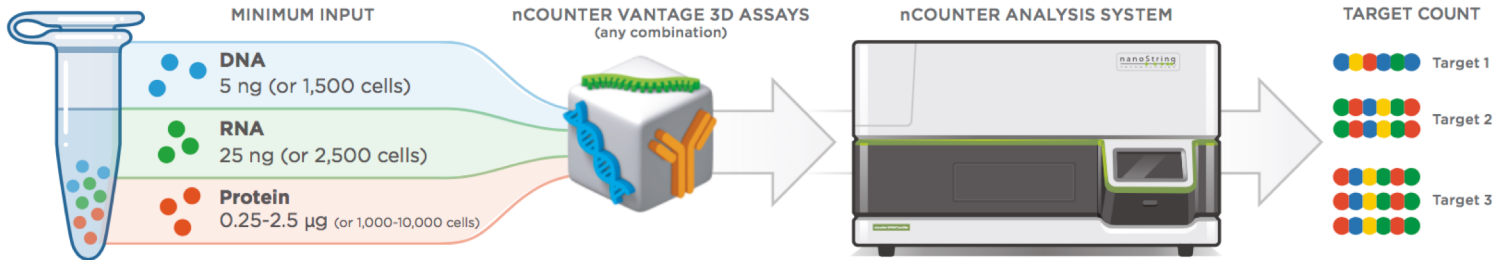 MINIMUM INPUT
DNA
5 ng (or 1,500 cells)
RNA
25 ng (or 2,500 cells)
Protein
0.25-2.5 µg (or 1,000-10,000 cells)
nCOUNTER VANTAGE 3D ASSAYS
(any combination)
nCOUNTER ANALYSIS SYSTEM
nanoString
TARGET COUNT
Target 1
Target 2
Target 3